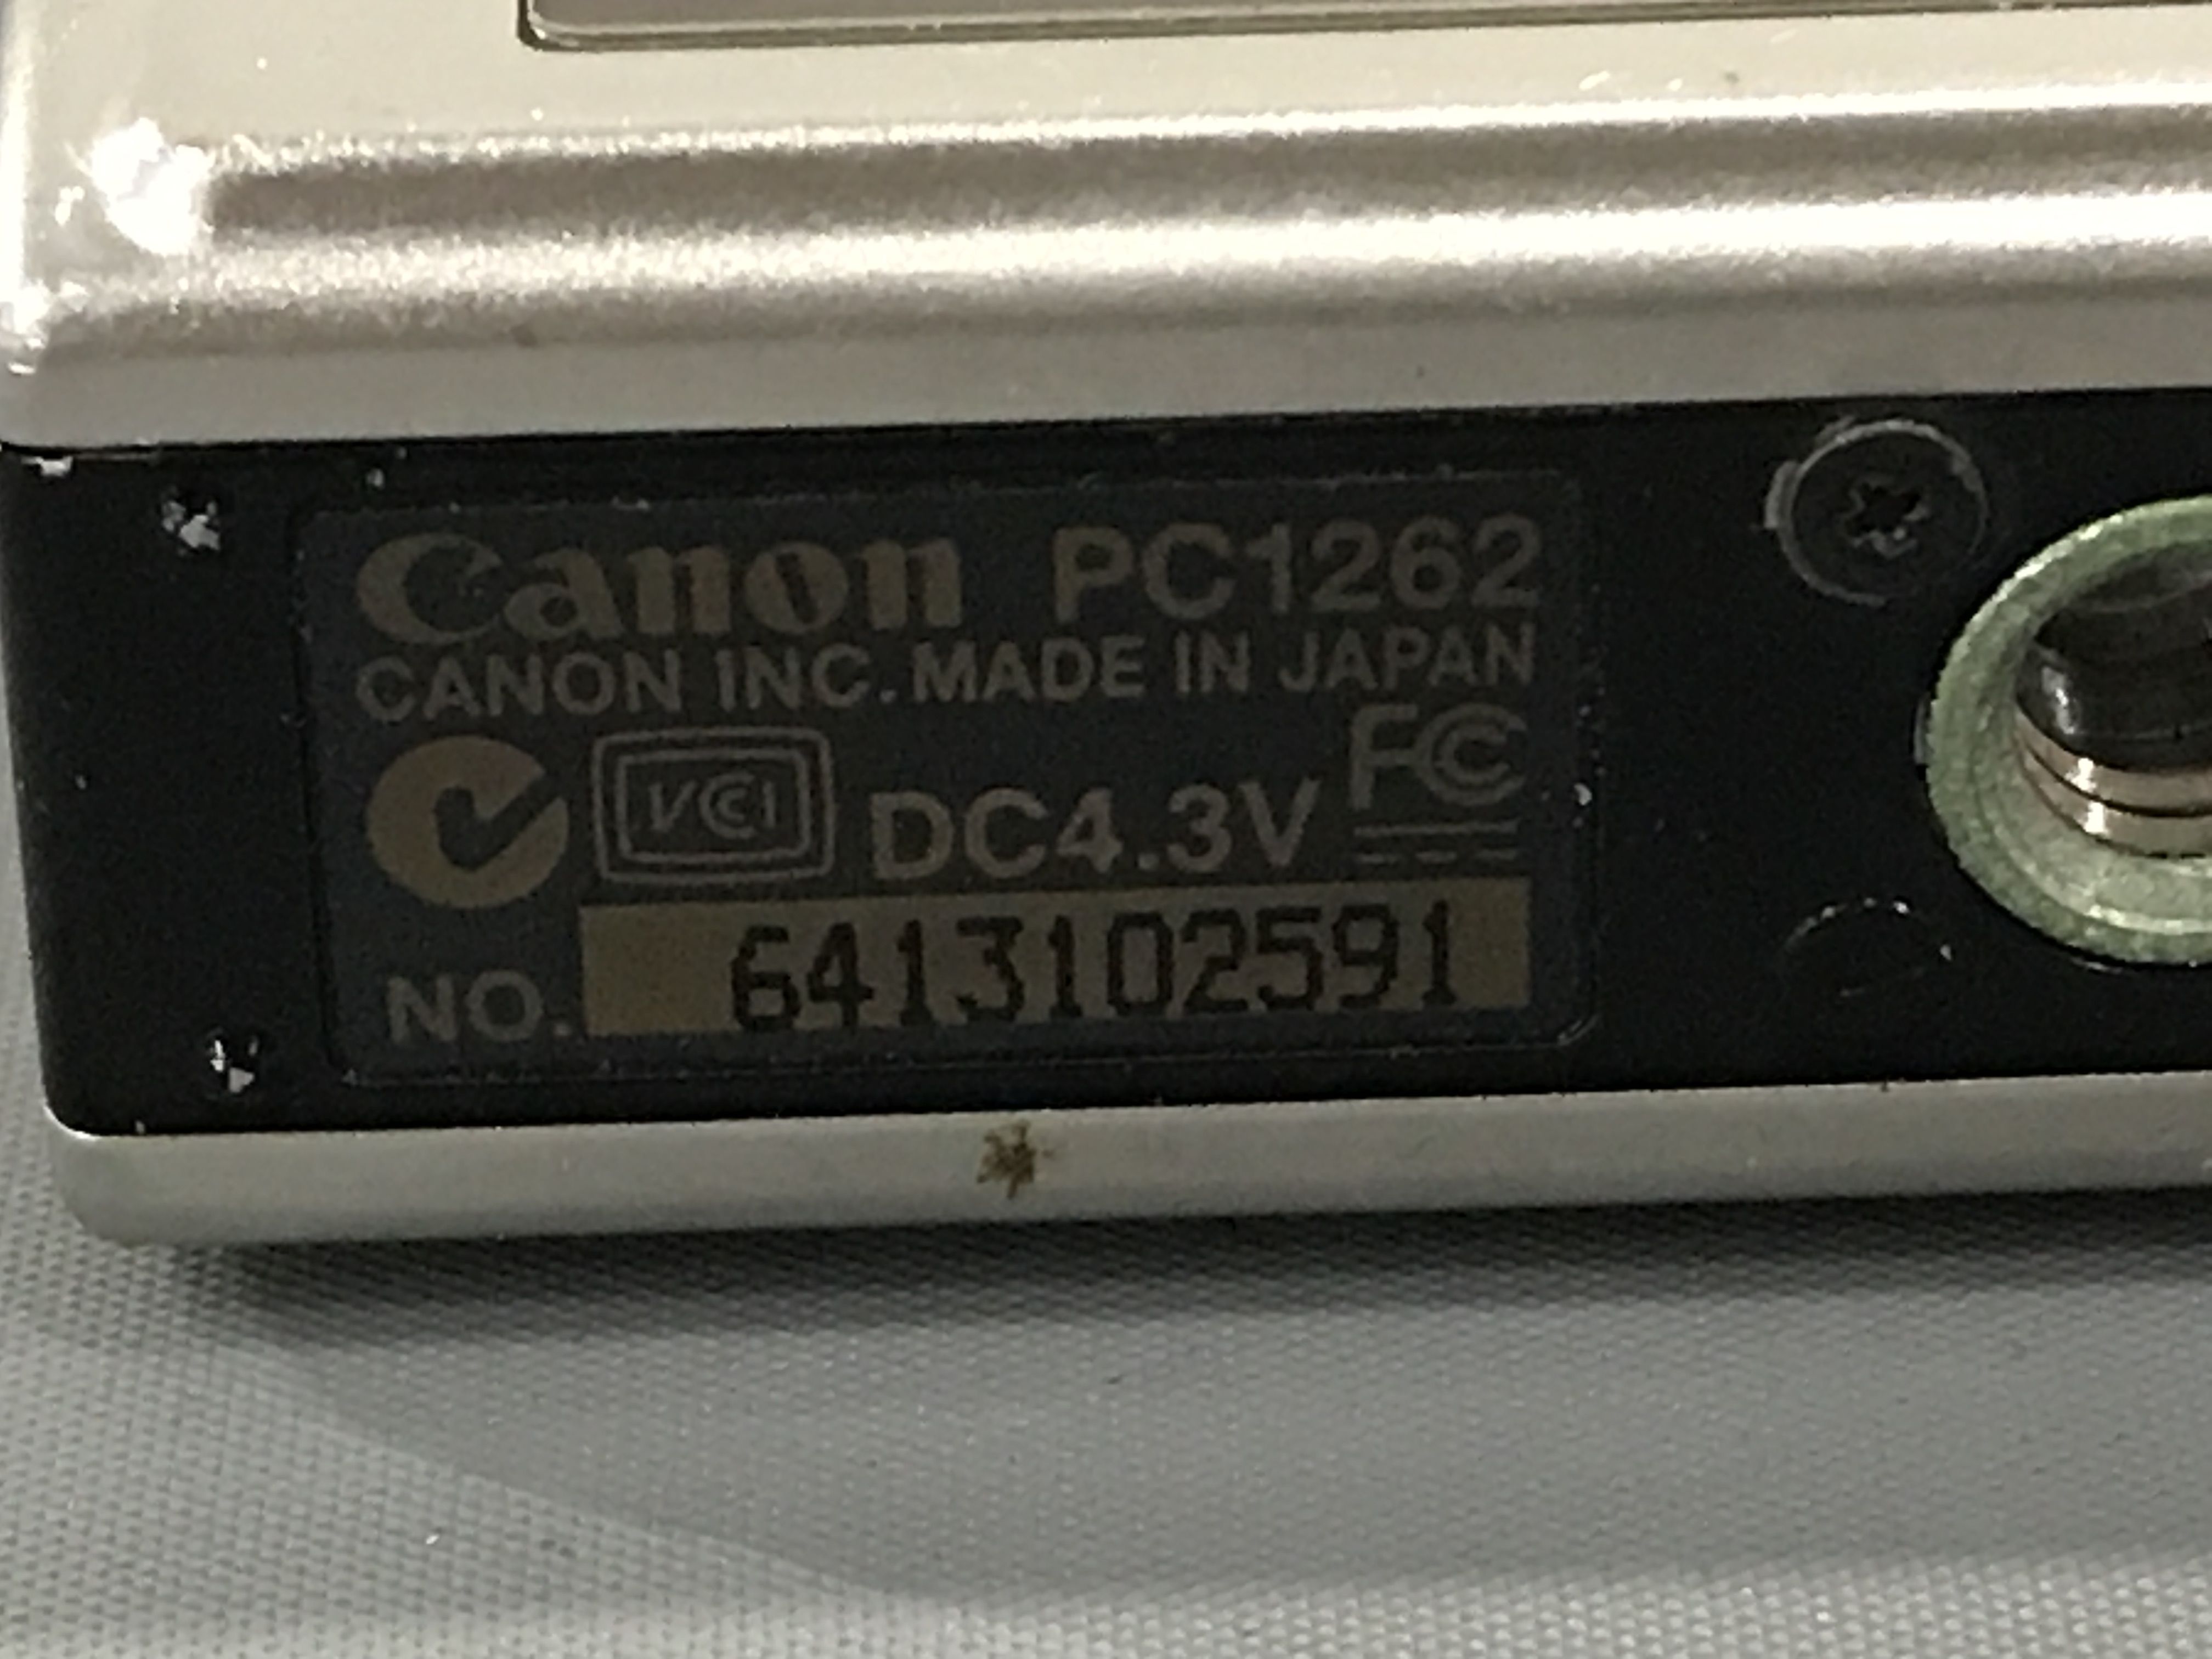 Canon PC1262
CANON INC. MADE IN JAPAN
VCI DC4.3V FC
NO. 6413102591